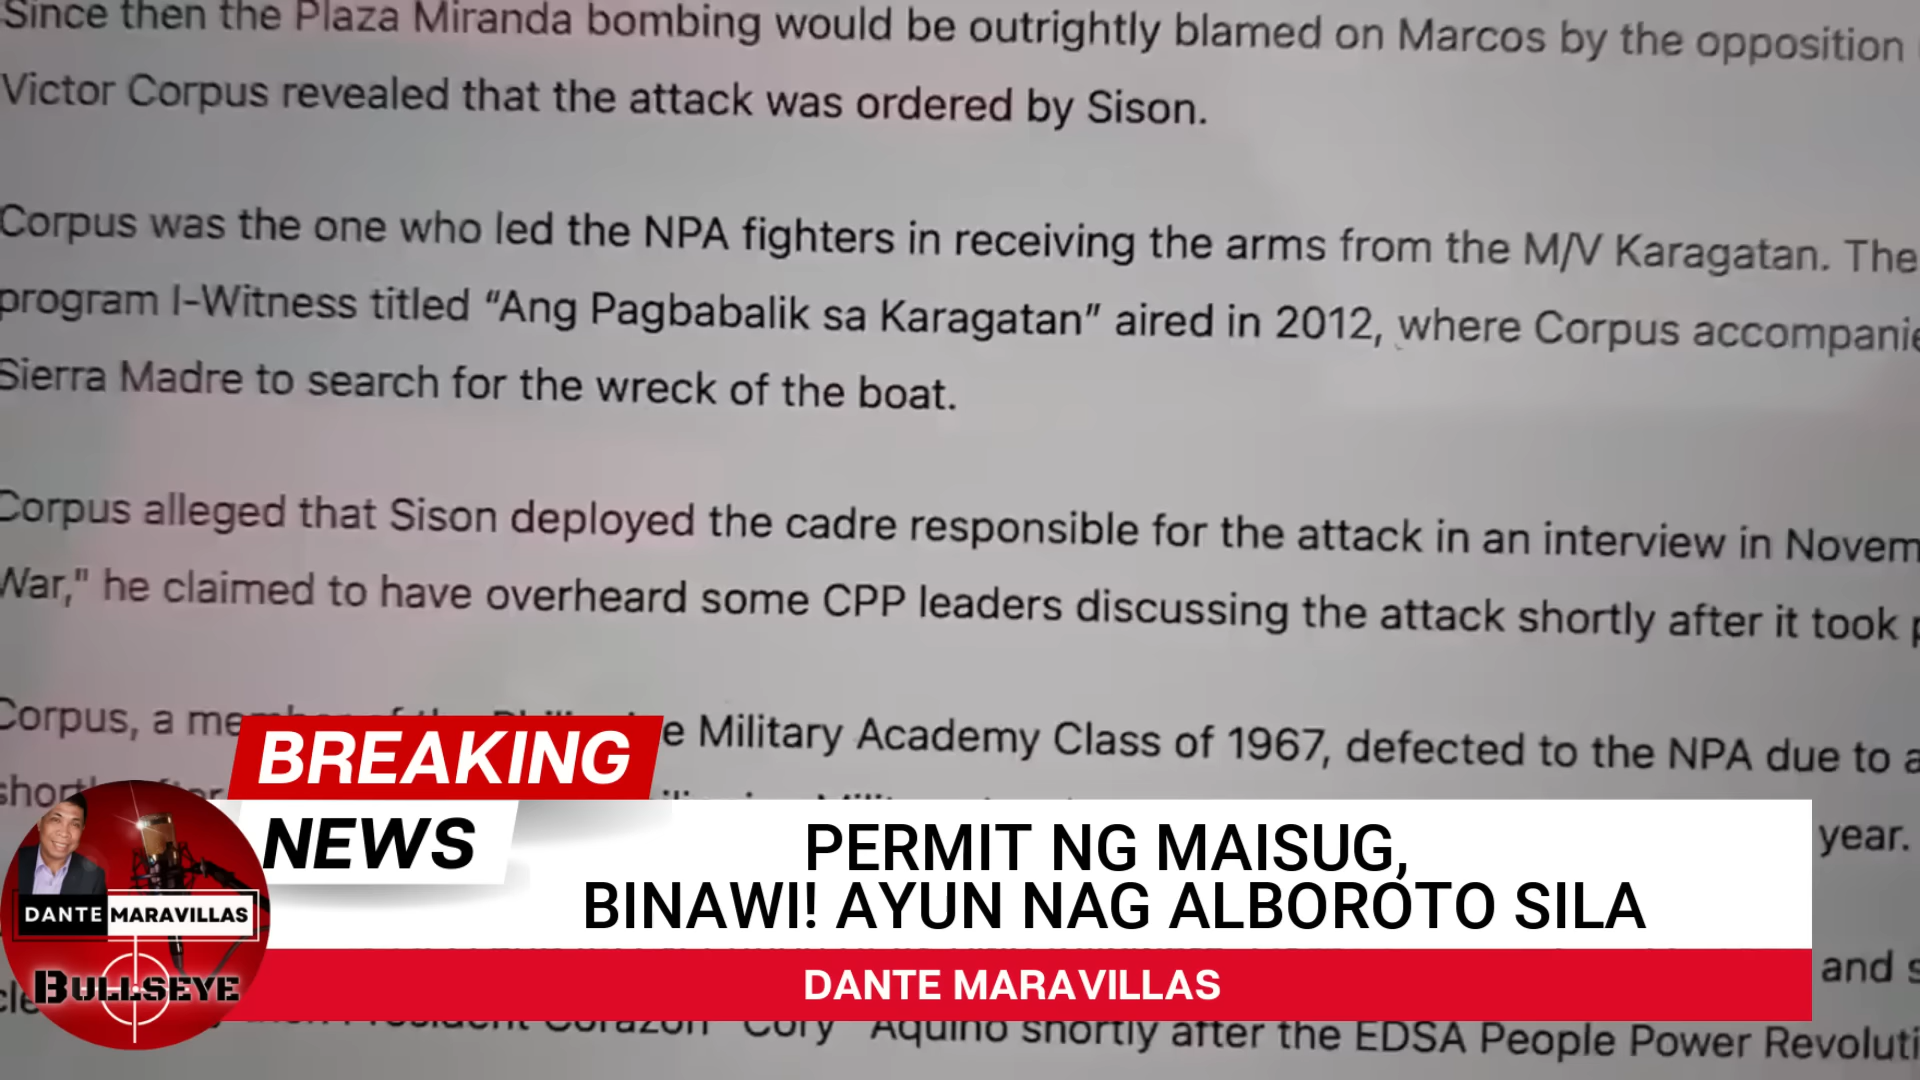 Since then the Plaza Miranda bombing would be outrightly blamed on Marcos by the opposition
Victor Corpus revealed that the attack was ordered by Sison.
Corpus was the one who led the NPA fighters in receiving the arms from the M/V Karagatan. The
program I-Witness titled “Ang Pagbabalik sa Karagatan” aired in 2012, where Corpus
Sierra Madre to search for the wreck of the boat.
Corpus alleged that Sison deployed the cadre responsible for the attack in an interview in
War," he claimed to have overheard some CPP leaders discussing the attack shortly after it took
Corpus, a Military Academy Class of 1967, defected to the NPA due to
year.
and
Corazon "Cory" Aquino shortly after the EDSA People Power
BREAKING
NEWS
PERMIT NG MAISUG,
BINAWI! AYUN NAG ALBOROTO SILA
DANTE MARAVILLAS
DANTE MARAVILLAS
BULLSEYE